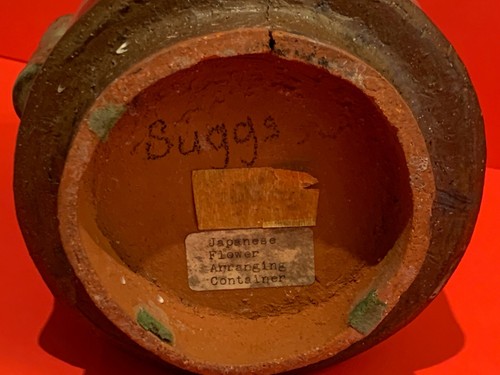 Suggs
Japanese
Flower
Arranging
Container